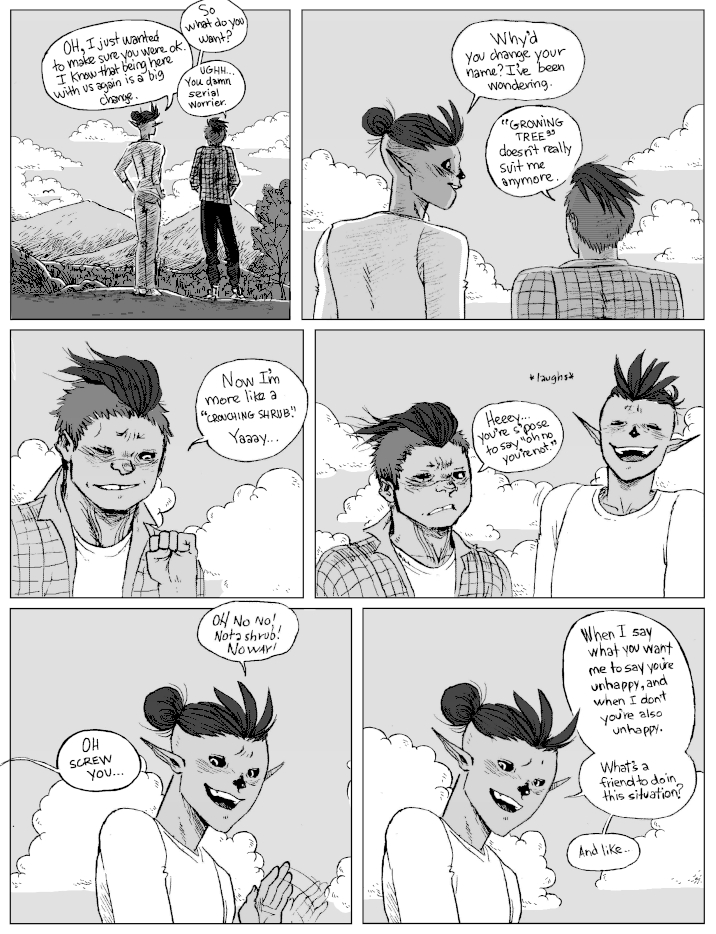 So
what do you
want?
OH, I just wanted
to make sure you were ok.
I know that being here
with us again is a big
change.
UGHH...
You damn
serial
worrier.
Why'd
you change your
name? I've been
wondering.
"GROWING
TREE"
doesn't really
suit me
anymore.
Now I'm
more like a
"CROUCHING SHRUB."
Yaaay...
Heeey...
you're s'pose
to say "oh no
you're not."
*laughs*
OH NO NO!
Not a shrub!
NO WAY!
OH
SCREW
YOU...
When I say
what you want
me to say you're
unhappy, and
when I don't
you're also
unhappy.
What's a
friend to do in
this situation?
And like..